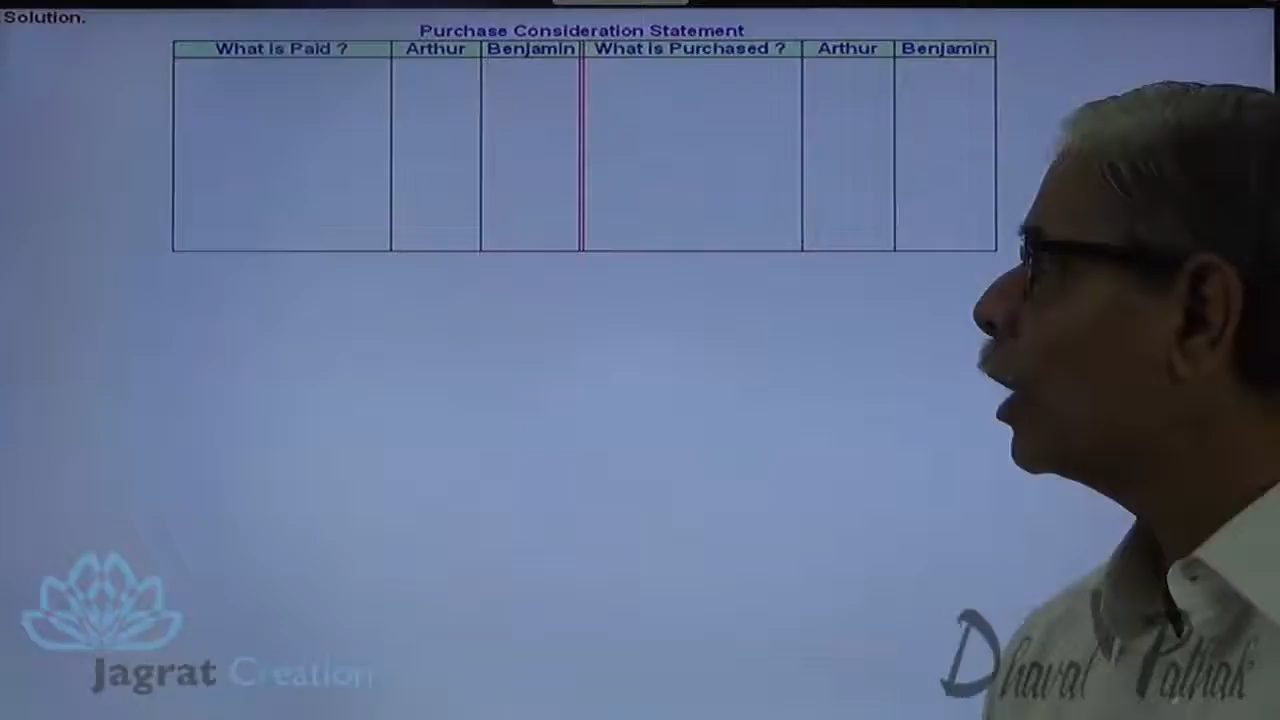 Solution.
Purchase Consideration Statement
What is Paid ? Arthur Benjamin What is Purchased ? Arthur Benjamin
Jagrat Creation
Dhaval Pathak